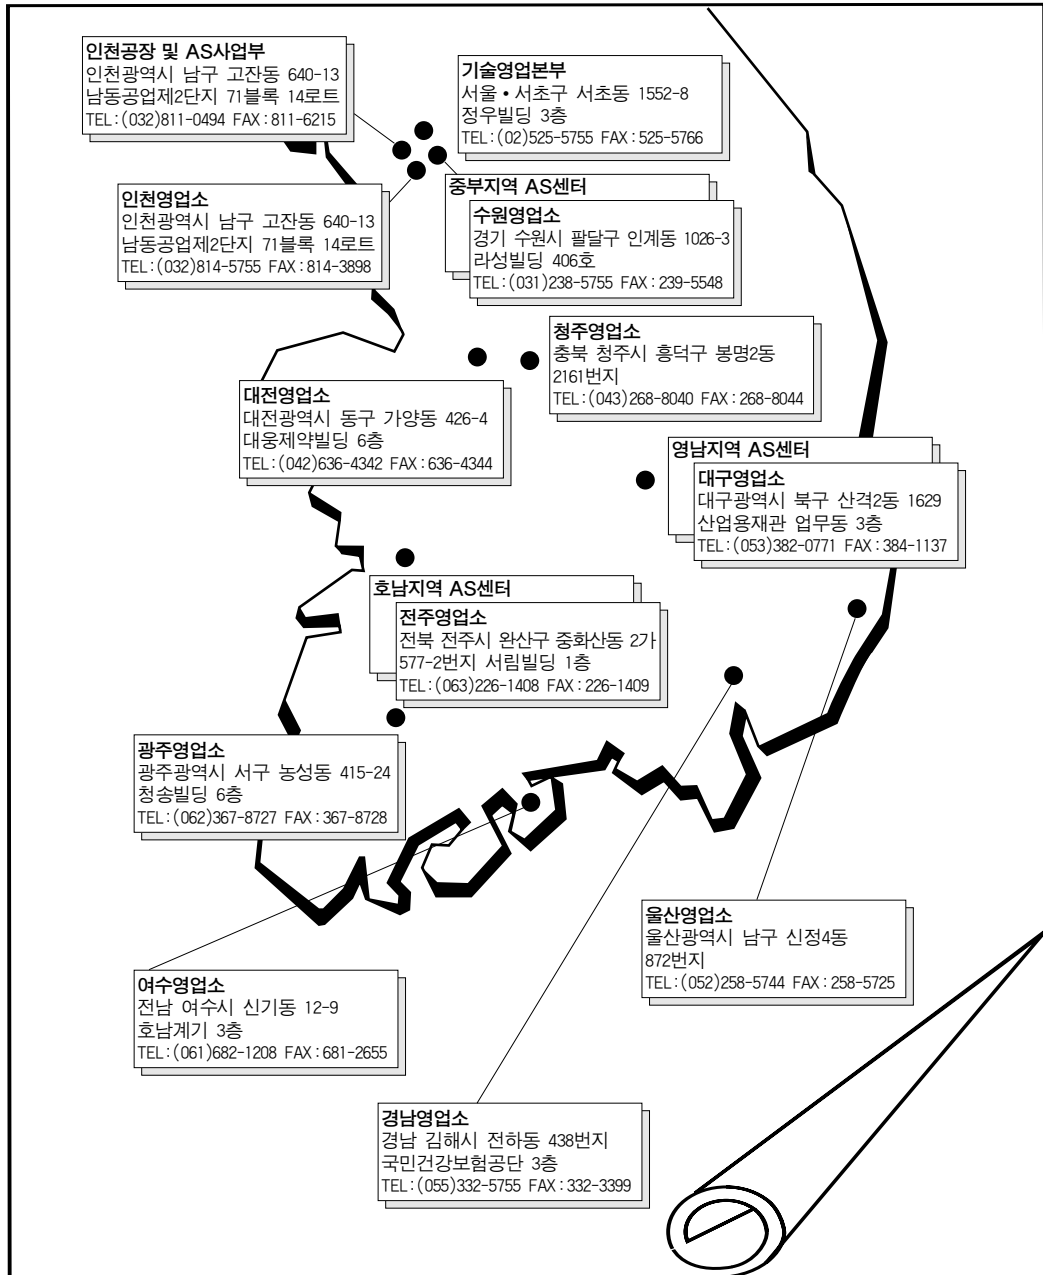 인천공장 및 AS사업부
인천광역시 남구 고잔동 640-13
남동공업제2단지 71블록 14로트
TEL:(032)811-0494 FAX:811-6215
기술영업본부
서울•서초구 서초동 1552-8
정우빌딩 3층
TEL:(02)525-5755 FAX:525-5766
인천영업소
인천광역시 남구 고잔동 640-13
남동공업제2단지 71블록 14로트
TEL:(032)814-5755 FAX:814-3898
중부지역 AS센터
수원영업소
경기 수원시 팔달구 인계동 1026-3
라성빌딩 406호
TEL:(031)238-5755 FAX:239-5548
청주영업소
충북 청주시 흥덕구 봉명2동
2161번지
TEL:(043)268-8040 FAX:268-8044
대전영업소
대전광역시 동구 가양동 426-4
대웅제약빌딩 6층
TEL:(042)636-4342 FAX:636-4344
영남지역 AS센터
대구영업소
대구광역시 북구 산격2동 1629
산업용재관 업무동 3층
TEL:(053)382-0771 FAX:384-1137
호남지역 AS센터
전주영업소
전북 전주시 완산구 중화산동 2가
577-2번지 서림빌딩 1층
TEL:(063)226-1408 FAX:226-1409
광주영업소
광주광역시 서구 농성동 415-24
청송빌딩 6층
TEL:(062)367-8727 FAX:367-8728
울산영업소
울산광역시 남구 신정4동
872번지
TEL:(052)258-5744 FAX:258-5725
여수영업소
전남 여수시 신기동 12-9
호남계기 3층
TEL:(061)682-1208 FAX:681-2655
경남영업소
경남 김해시 전하동 438번지
국민건강보험공단 3층
TEL:(055)332-5755 FAX:332-3399